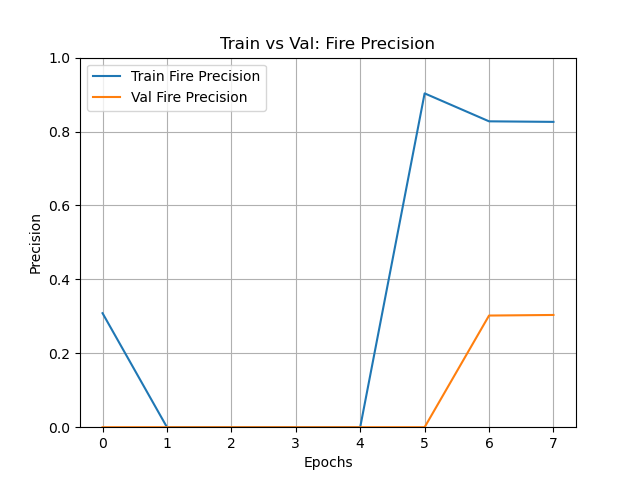 Train vs Val: Fire Precision
Train Fire Precision
Val Fire Precision
1.0
0.8
0.6
0.4
0.2
0.0
Precision
0 1 2 3 4 5 6 7
Epochs